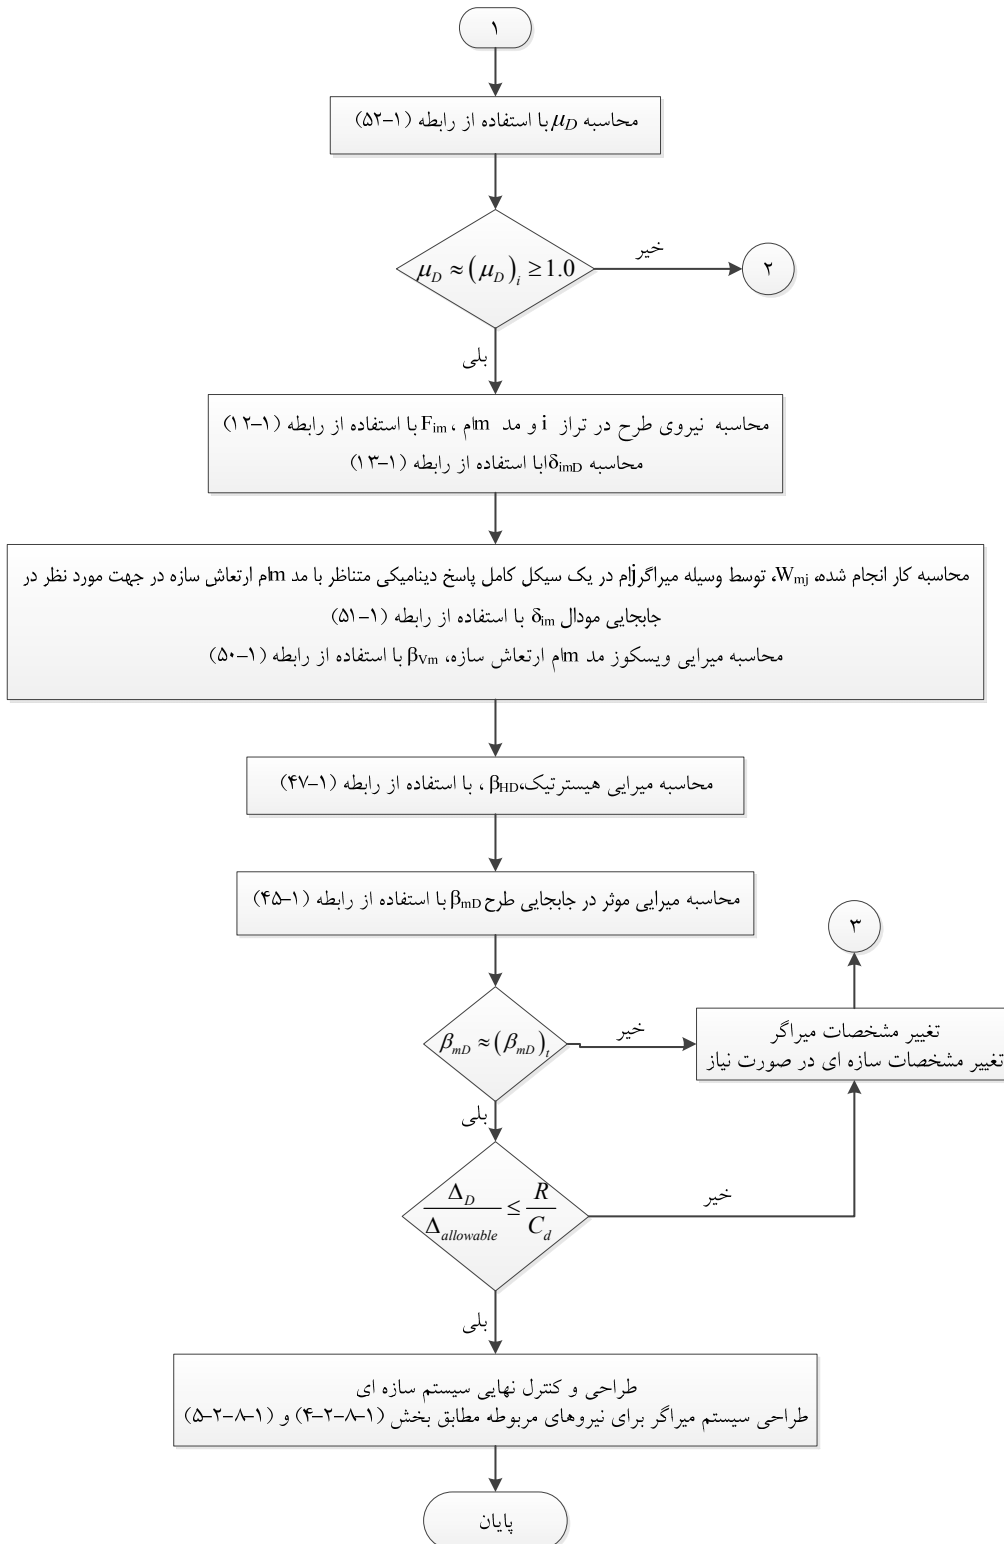 ۱
محاسبه μD با استفاده از رابطه (۱-۵۲)
μD ≈ (μD)i ≥ 1.0
خیر
۲
بلی
محاسبه نیروی طرح در تراز i و مد mام ، Fim با استفاده از رابطه (۱-۱۲)
محاسبه δimD با استفاده از رابطه (۱-۱۳)
محاسبه کار انجام شده، Wmj، توسط وسیله میراگر jام در یک سیکل کامل پاسخ دینامیکی متناظر با مد mام ارتعاش سازه در جهت مورد نظر در
جابجایی مودال δim با استفاده از رابطه (۱-۵۱)
محاسبه میرایی ویسکوز مد mام ارتعاش سازه، βVm با استفاده از رابطه (۱-۵۰)
محاسبه میرایی هیسترتیک، βHD ، با استفاده از رابطه (۱-۴۷)
محاسبه میرایی موثر در جابجایی طرح βmD با استفاده از رابطه (۱-۴۵)
۳
βmD ≈ (βmD)t
خیر
تغییر مشخصات میراگر
تغییر مشخصات سازه ای در صورت نیاز
بلی
ΔD / Δallowable ≤ R / Cd
خیر
بلی
طراحی و کنترل نهایی سیستم سازه ای
طراحی سیستم میراگر برای نیروهای مربوطه مطابق بخش (۱-۸-۲-۴) و (۱-۸-۲-۵)
پایان